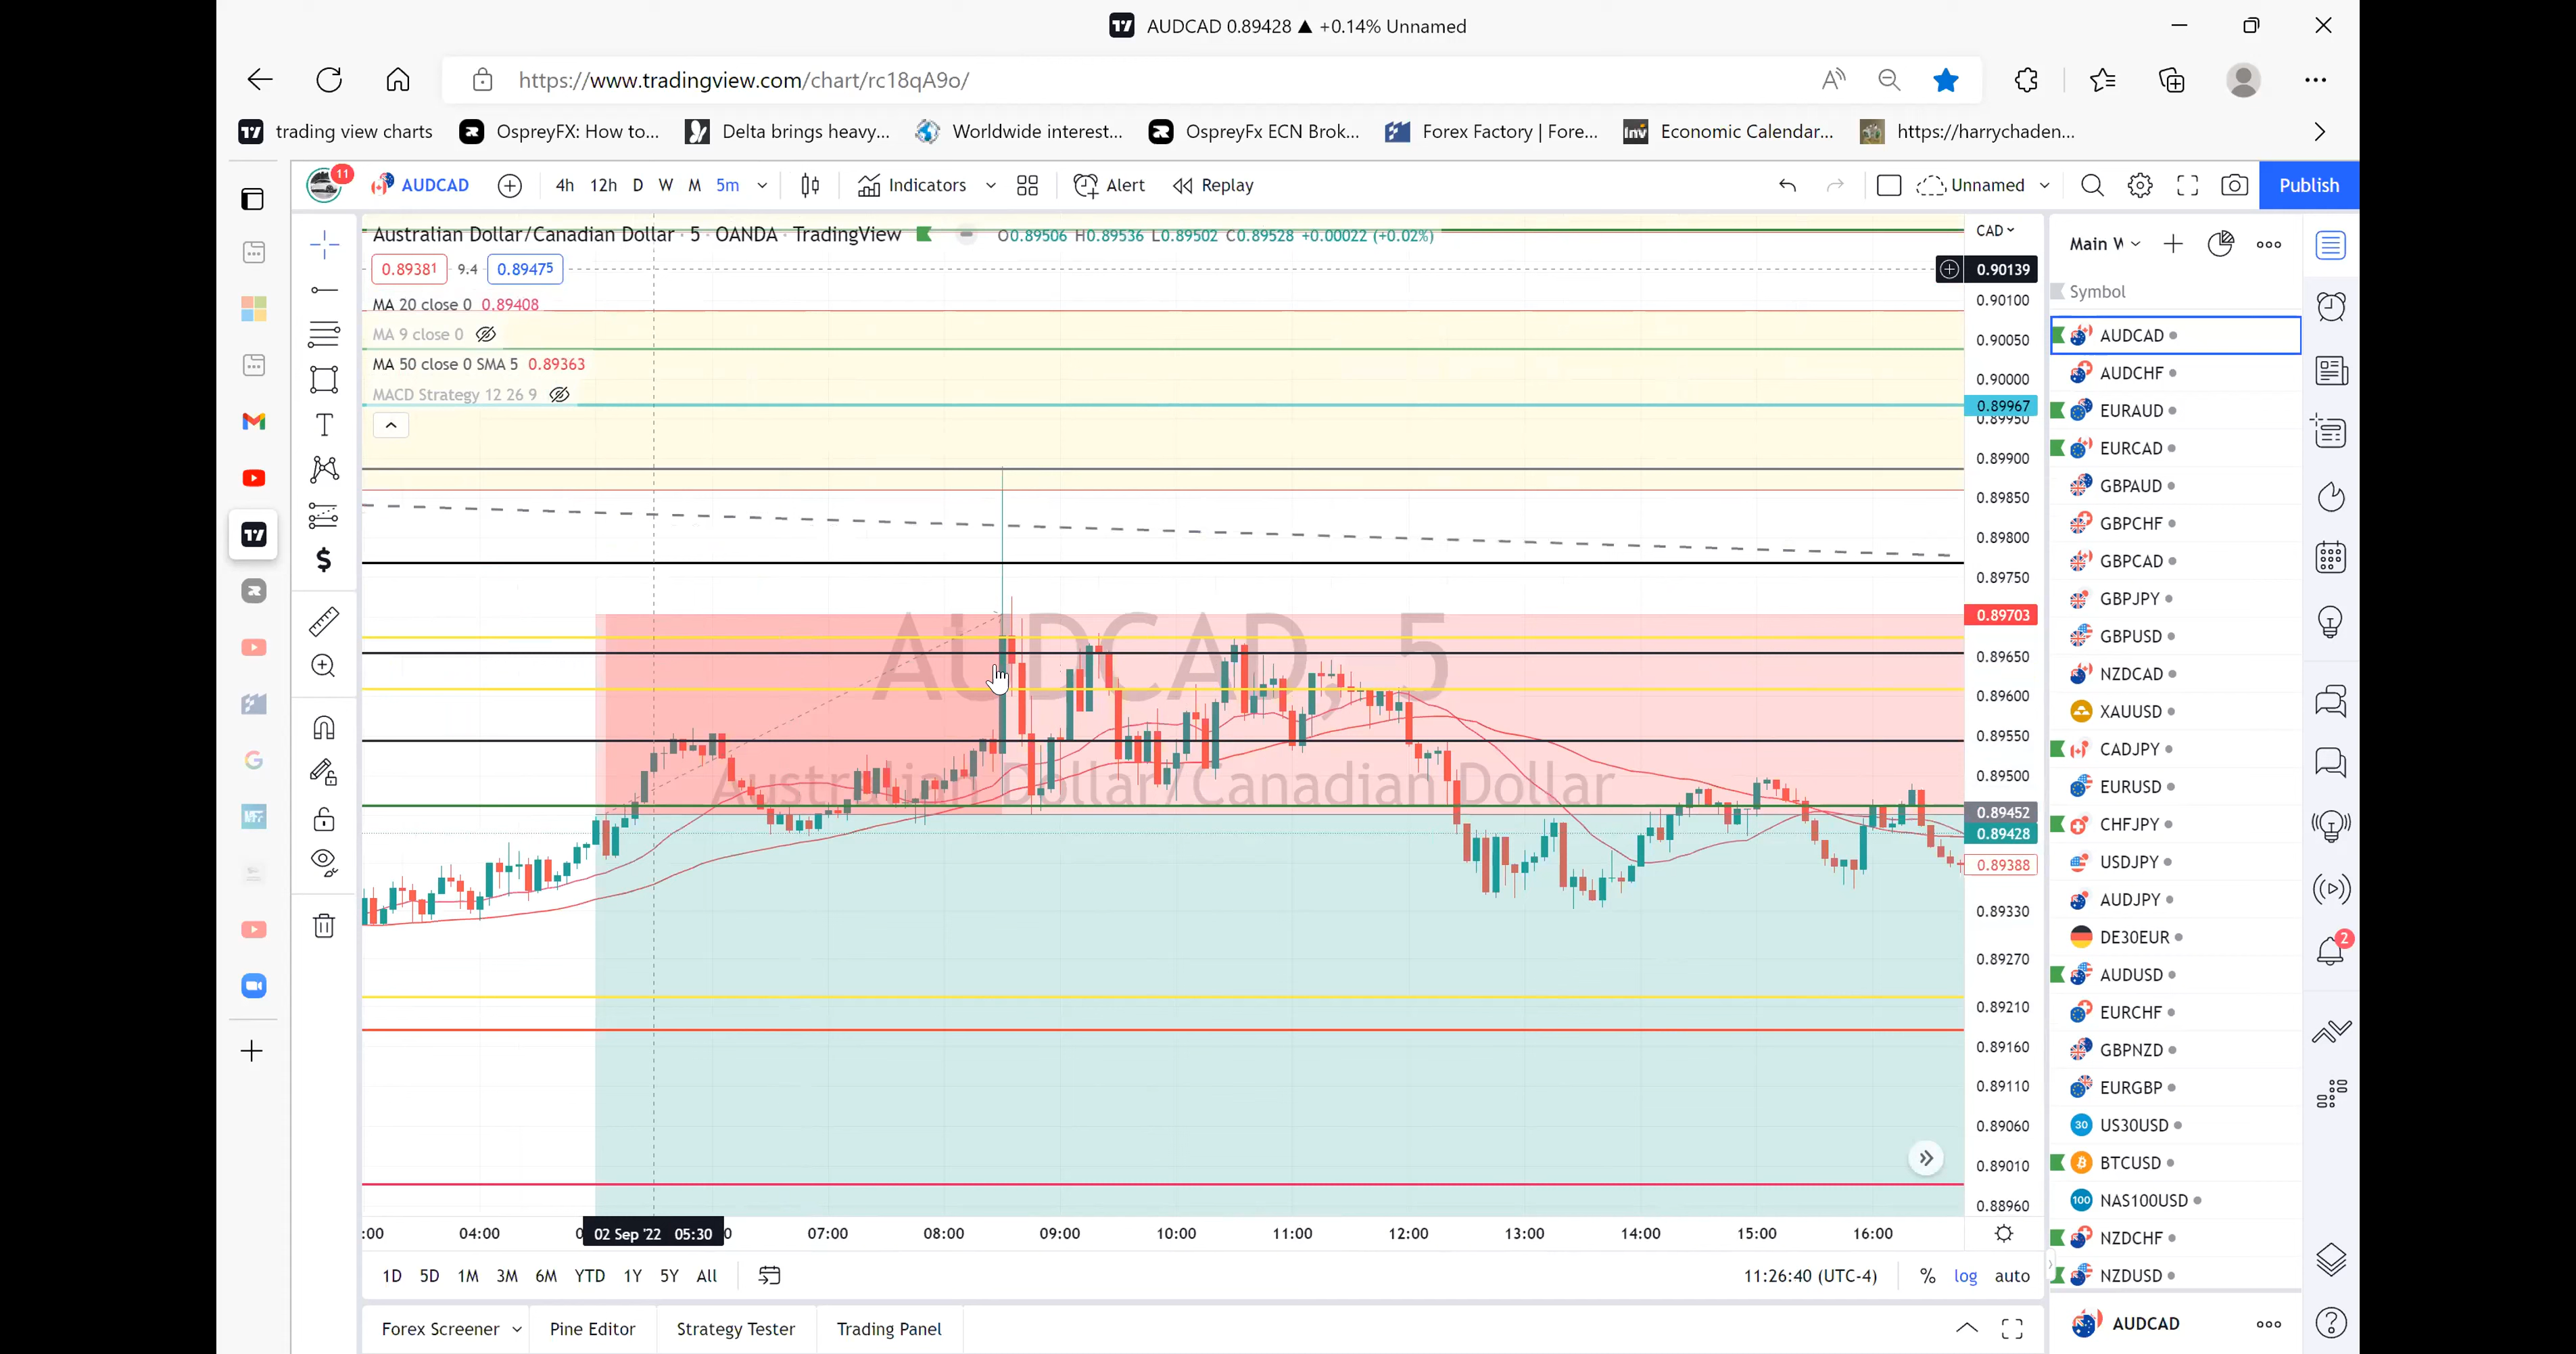 AUDCAD 0.89428 ▲ +0.14% Unnamed
https://www.tradingview.com/chart/rc18qA9o/
trading view charts
OspreyFX: How to...
Delta brings heavy...
Worldwide interest...
OspreyFx ECN Brok...
Forex Factory | Fore...
Economic Calendar...
https://harrychaden...
11
AUDCAD
4h 12h D W M 5m
Indicators
Alert
Replay
Unnamed
Publish
Australian Dollar/Canadian Dollar · 5 · OANDA · TradingView
O0.89506 H0.89536 L0.89502 C0.89528 +0.00022 (+0.02%)
CAD
0.89381 9.4 0.89475
MA 20 close 0 0.89408
MA 9 close 0
MA 50 close 0 SMA 5 0.89363
MACD Strategy 12 26 9
AUDCAD, 5
Australian Dollar/Canadian Dollar
0.90139
0.90100
0.90050
0.90000
0.89967
0.89950
0.89900
0.89850
0.89800
0.89750
0.89703
0.89650
0.89600
0.89550
0.89500
0.89452
0.89428
0.89388
0.89330
0.89270
0.89210
0.89160
0.89110
0.89060
0.89010
0.88960
:00 04:00 02 Sep '22 05:30 07:00 08:00 09:00 10:00 11:00 12:00 13:00 14:00 15:00 16:00
1D 5D 1M 3M 6M YTD 1Y 5Y All
11:26:40 (UTC-4) % log auto
Forex Screener
Pine Editor
Strategy Tester
Trading Panel
Main W
Symbol
AUDCAD
AUDCHF
EURAUD
EURCAD
GBPAUD
GBPCHF
GBPCAD
GBPJPY
GBPUSD
NZDCAD
XAUUSD
CADJPY
EURUSD
CHFJPY
USDJPY
AUDJPY
DE30EUR
AUDUSD
EURCHF
GBPNZD
EURGBP
30 US30USD
BTCUSD
100 NAS100USD
NZDCHF
NZDUSD
AUDCAD
2